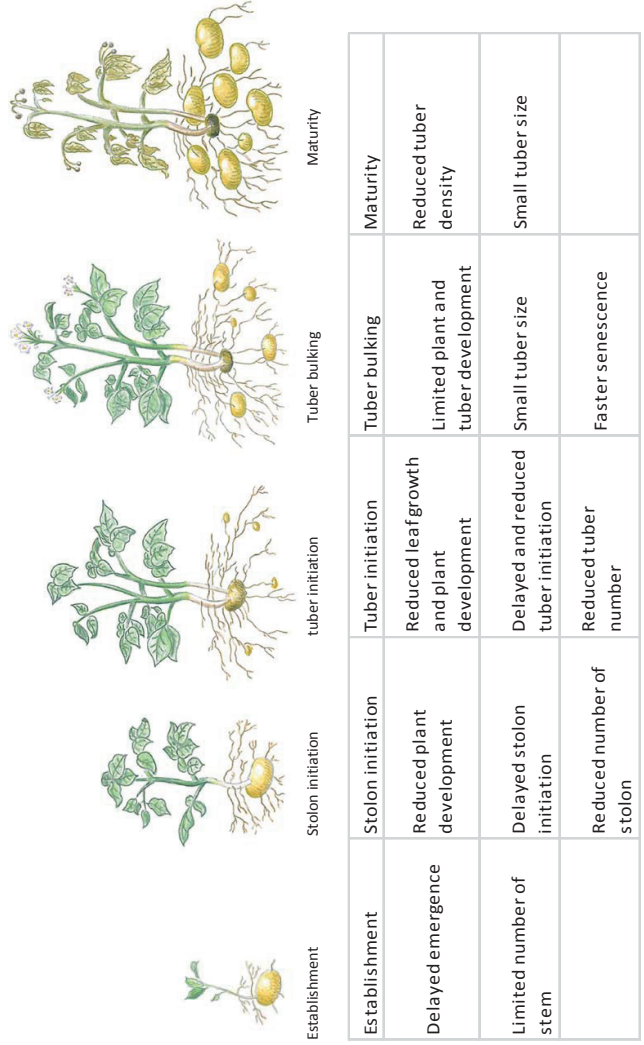 Establishment
Stolon initiation
tuber initiation
Tuber bulking
Maturity
Establishment
Stolon initiation
Tuber initiation
Tuber bulking
Maturity
Delayed emergence
Reduced plant
development
Reduced leaf growth
and plant
development
Limited plant and
tuber development
Reduced tuber
density
Limited number of
stem
Delayed stolon
initiation
Delayed and reduced
tuber initiation
Small tuber size
Small tuber size
Reduced number of
stolon
Reduced tuber
number
Faster senescence